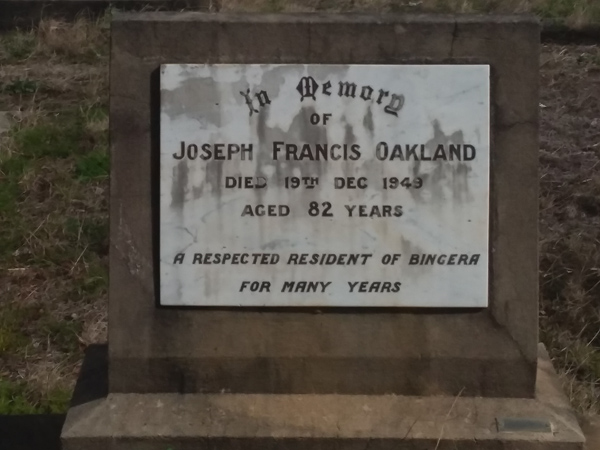 In Memory
OF
JOSEPH FRANCIS OAKLAND
DIED 19TH DEC 1949
AGED 82 YEARS
A RESPECTED RESIDENT OF BINGERA
FOR MANY YEARS